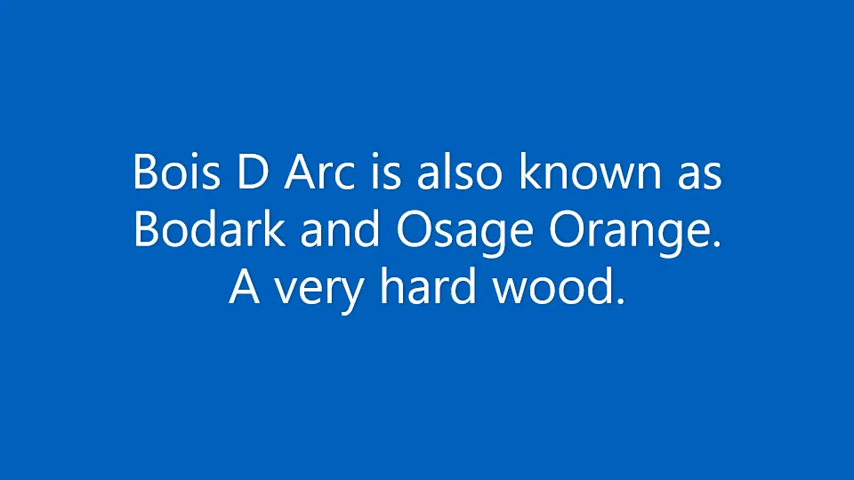 Bois D Arc is also known as
Bodark and Osage Orange.
A very hard wood.